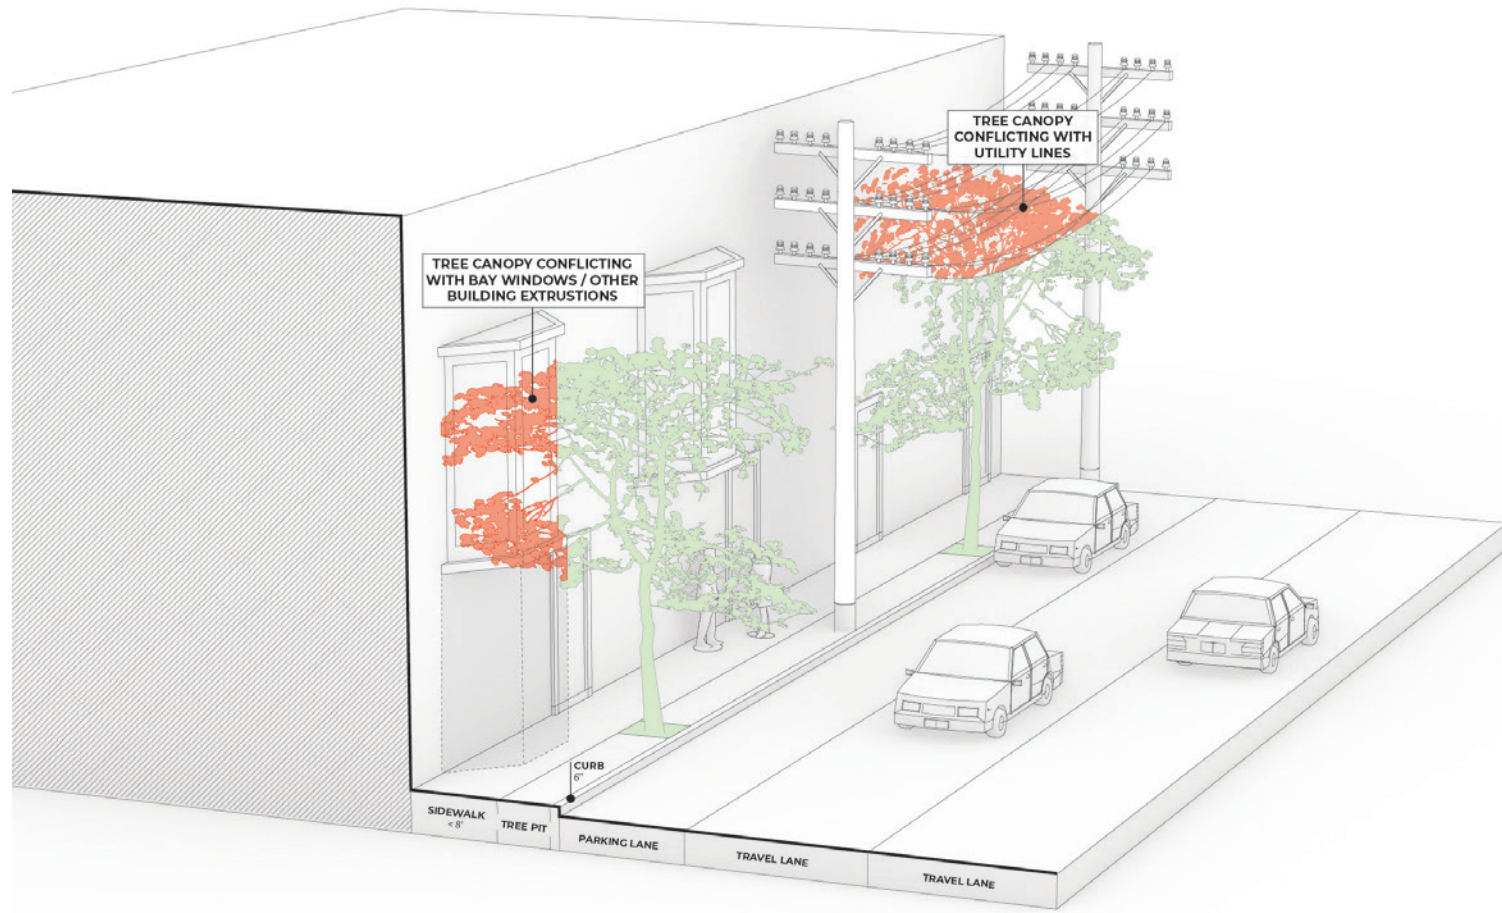 TREE CANOPY
CONFLICTING WITH
UTILITY LINES
TREE CANOPY CONFLICTING
WITH BAY WINDOWS / OTHER
BUILDING EXTRUSTIONS
CURB
6"
SIDEWALK
< 8'
TREE PIT
PARKING LANE
TRAVEL LANE
TRAVEL LANE